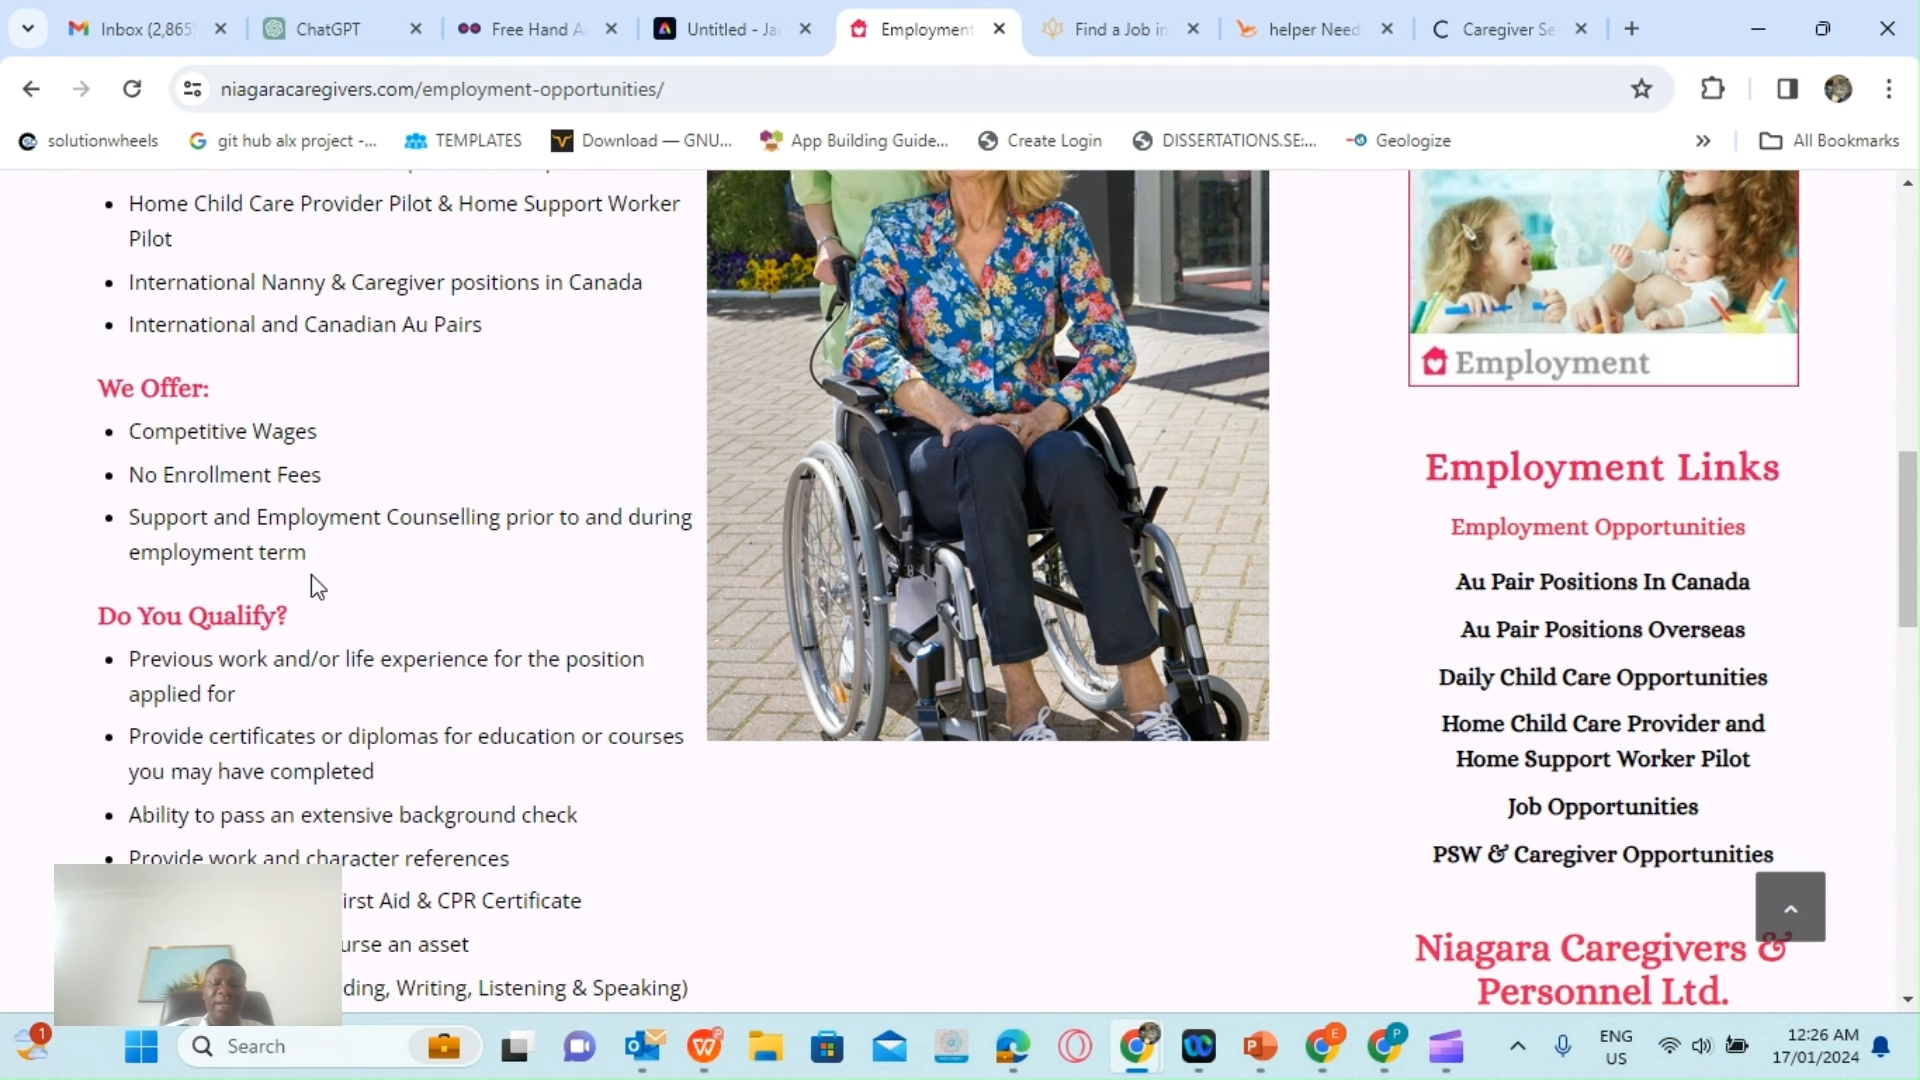 Inbox (2,865
ChatGPT
Free Hand A
Untitled - Ja
Employment
Find a Job in
helper Need
Caregiver Se
niagaracaregivers.com/employment-opportunities/
solutionwheels
git hub alx project -...
TEMPLATES
Download — GNU...
App Building Guide...
Create Login
DISSERTATIONS.SE:...
Geologize
All Bookmarks
• Home Child Care Provider Pilot & Home Support Worker
Pilot
• International Nanny & Caregiver positions in Canada
• International and Canadian Au Pairs
We Offer:
• Competitive Wages
• No Enrollment Fees
• Support and Employment Counselling prior to and during
employment term
Do You Qualify?
• Previous work and/or life experience for the position
applied for
• Provide certificates or diplomas for education or courses
you may have completed
• Ability to pass an extensive background check
• Provide work and character references
irst Aid & CPR Certificate
urse an asset
ding, Writing, Listening & Speaking)
Employment
Employment Links
Employment Opportunities
Au Pair Positions In Canada
Au Pair Positions Overseas
Daily Child Care Opportunities
Home Child Care Provider and
Home Support Worker Pilot
Job Opportunities
PSW & Caregiver Opportunities
Niagara Caregivers &
Personnel Ltd.
1
Search
ENG
US
12:26 AM
17/01/2024